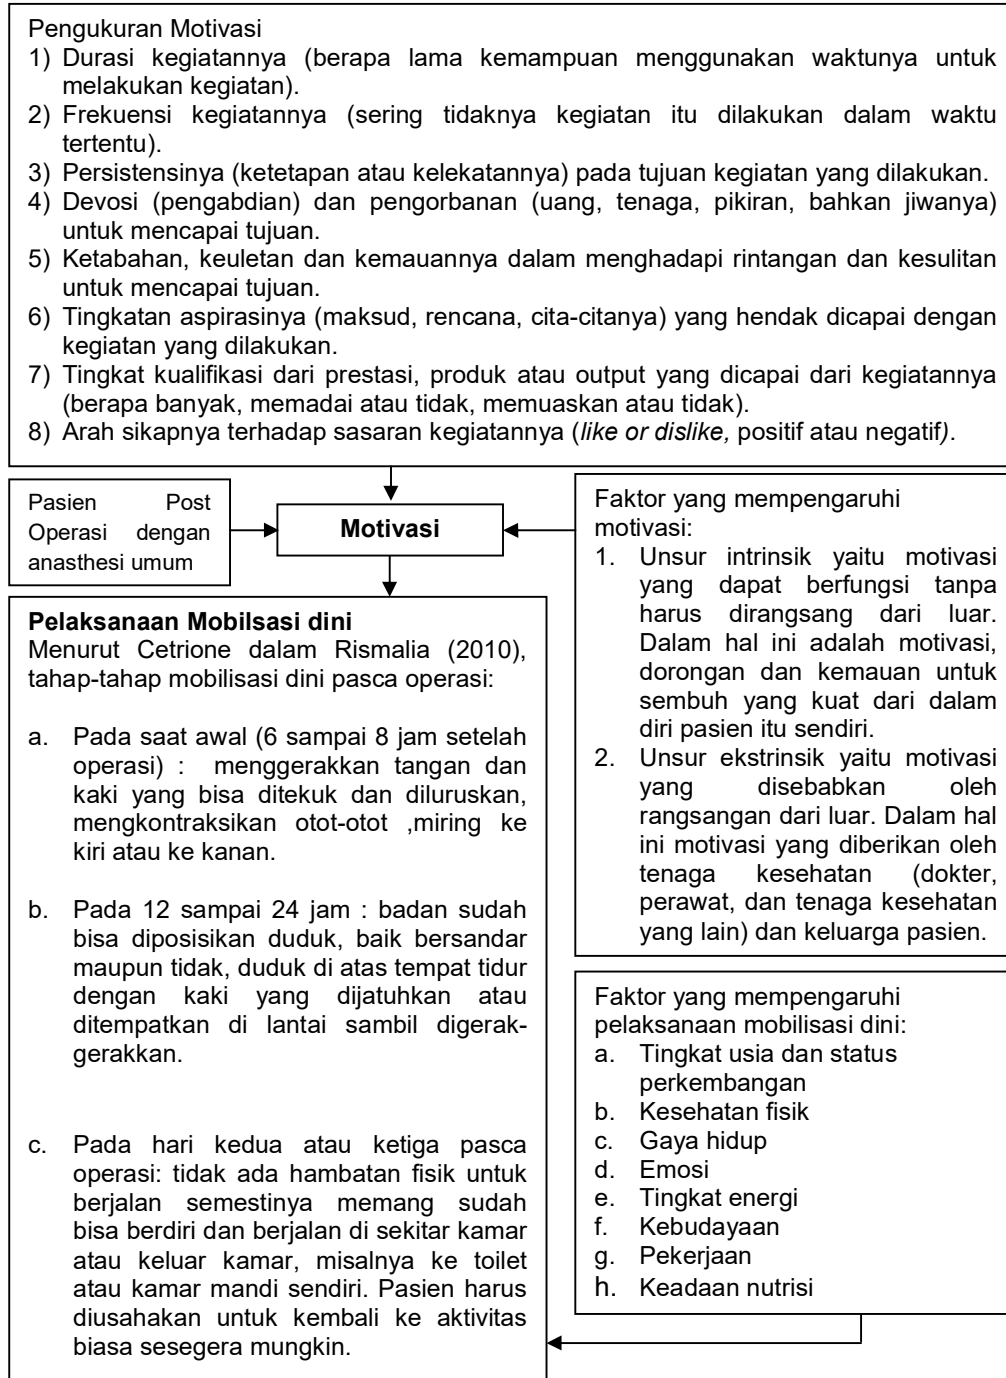 Pengukuran Motivasi
1) Durasi kegiatannya (berapa lama kemampuan menggunakan waktunya untuk
melakukan kegiatan).
2) Frekuensi kegiatannya (sering tidaknya kegiatan itu dilakukan dalam waktu
tertentu).
3) Persistensinya (ketetapan atau kelekatannya) pada tujuan kegiatan yang dilakukan.
4) Devosi (pengabdian) dan pengorbanan (uang, tenaga, pikiran, bahkan jiwanya)
untuk mencapai tujuan.
5) Ketabahan, keuletan dan kemauannya dalam menghadapi rintangan dan kesulitan
untuk mencapai tujuan.
6) Tingkatan aspirasinya (maksud, rencana, cita-citanya) yang hendak dicapai dengan
kegiatan yang dilakukan.
7) Tingkat kualifikasi dari prestasi, produk atau output yang dicapai dari kegiatannya
(berapa banyak, memadai atau tidak, memuaskan atau tidak).
8) Arah sikapnya terhadap sasaran kegiatannya (like or dislike, positif atau negatif).
Pasien Post
Operasi dengan
anasthesi umum
Motivasi
Faktor yang mempengaruhi
motivasi:
1. Unsur intrinsik yaitu motivasi
yang dapat berfungsi tanpa
harus dirangsang dari luar.
Dalam hal ini adalah motivasi,
dorongan dan kemauan untuk
sembuh yang kuat dari dalam
diri pasien itu sendiri.
2. Unsur ekstrinsik yaitu motivasi
yang disebabkan oleh
rangsangan dari luar. Dalam hal
ini motivasi yang diberikan oleh
tenaga kesehatan (dokter,
perawat, dan tenaga kesehatan
yang lain) dan keluarga pasien.
Pelaksanaan Mobilsasi dini
Menurut Cetrione dalam Rismalia (2010),
tahap-tahap mobilisasi dini pasca operasi:
a. Pada saat awal (6 sampai 8 jam setelah
operasi) : menggerakkan tangan dan
kaki yang bisa ditekuk dan diluruskan,
mengkontraksikan otot-otot ,miring ke
kiri atau ke kanan.
b. Pada 12 sampai 24 jam : badan sudah
bisa diposisikan duduk, baik bersandar
maupun tidak, duduk di atas tempat tidur
dengan kaki yang dijatuhkan atau
ditempatkan di lantai sambil digerak-
gerakkan.
c. Pada hari kedua atau ketiga pasca
operasi: tidak ada hambatan fisik untuk
berjalan semestinya memang sudah
bisa berdiri dan berjalan di sekitar kamar
atau keluar kamar, misalnya ke toilet
atau kamar mandi sendiri. Pasien harus
diusahakan untuk kembali ke aktivitas
biasa sesegera mungkin.
Faktor yang mempengaruhi
pelaksanaan mobilisasi dini:
a. Tingkat usia dan status
perkembangan
b. Kesehatan fisik
c. Gaya hidup
d. Emosi
e. Tingkat energi
f. Kebudayaan
g. Pekerjaan
h. Keadaan nutrisi